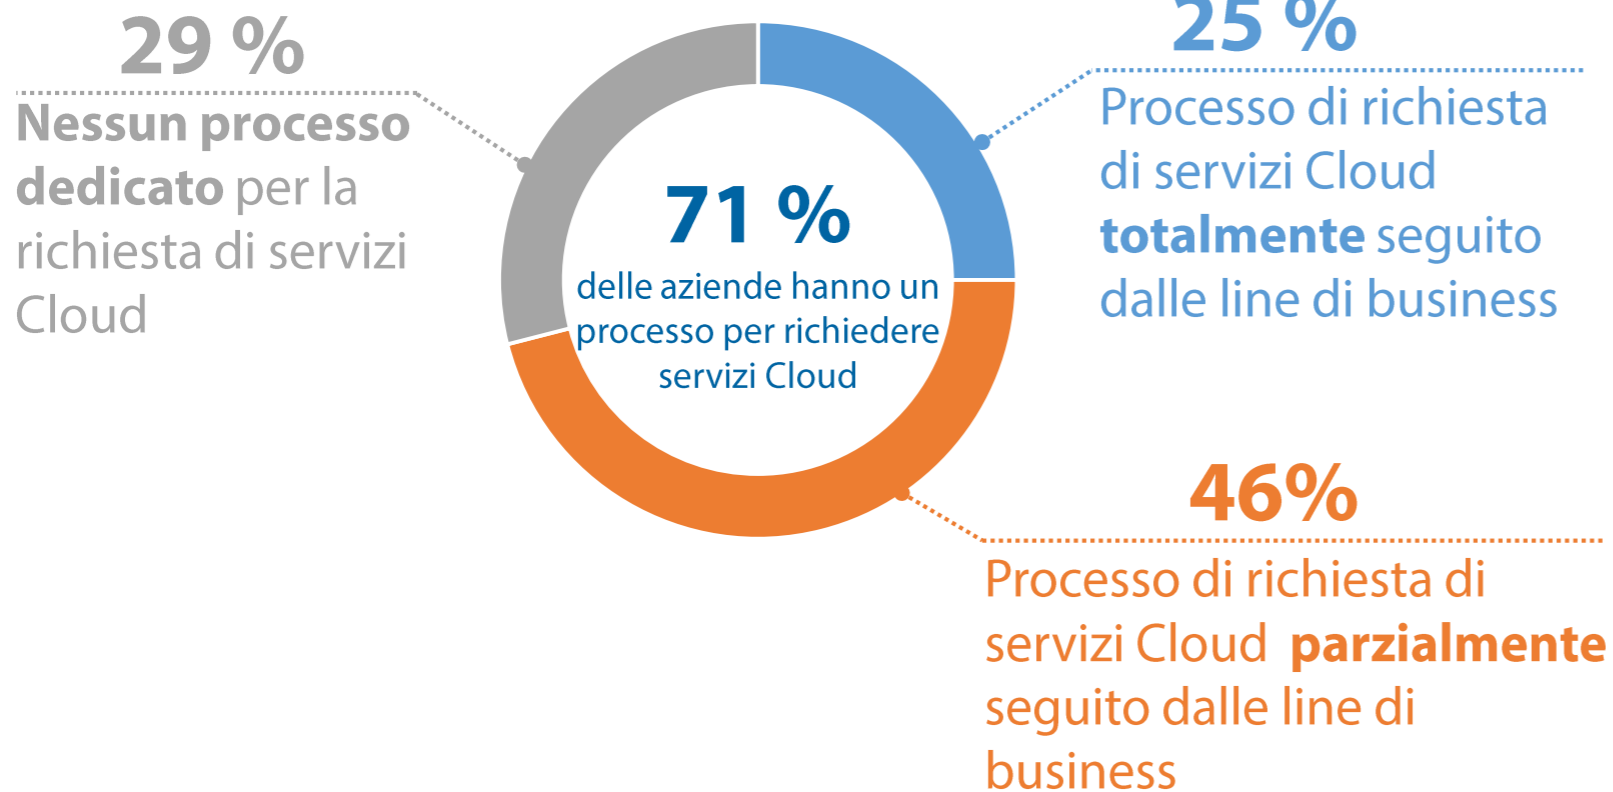 29 %
Nessun processo
dedicato per la
richiesta di servizi
Cloud
71 %
delle aziende hanno un
processo per richiedere
servizi Cloud
25 %
Processo di richiesta
di servizi Cloud
totalmente seguito
dalle line di business
46%
Processo di richiesta di
servizi Cloud parzialmente
seguito dalle line di
business